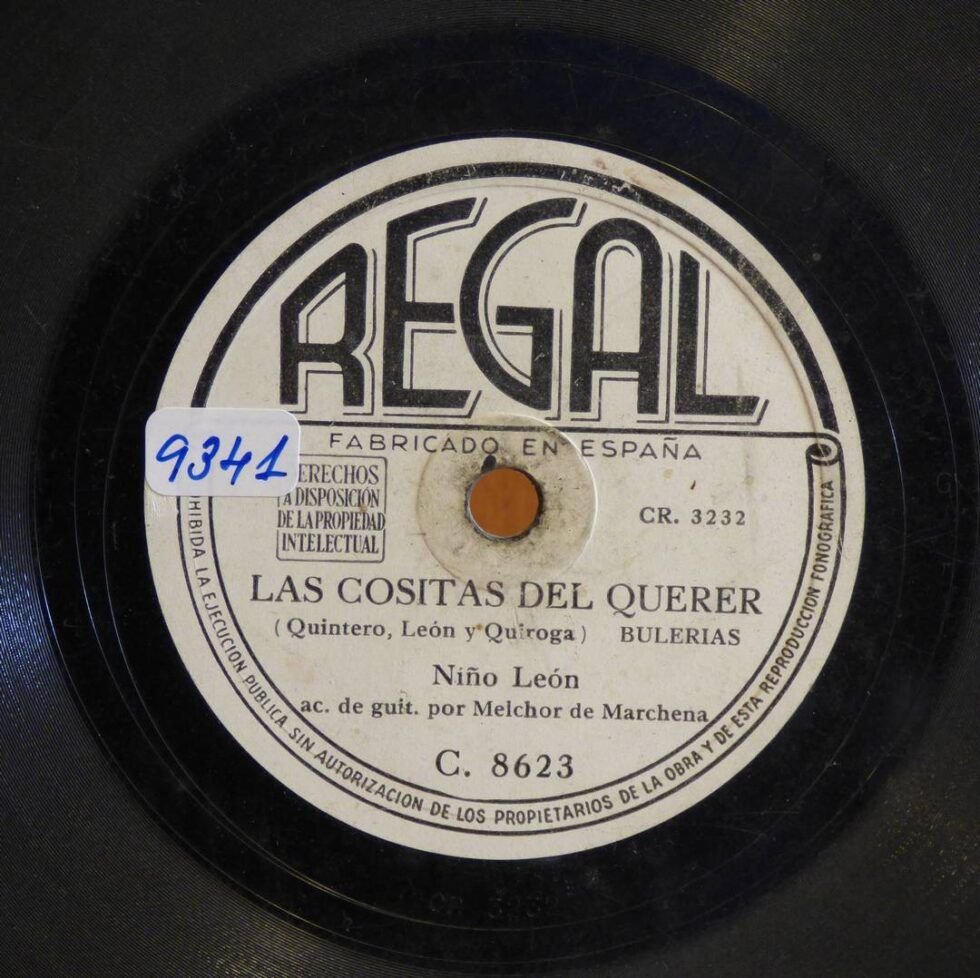 REGAL
FABRICADO EN ESPAÑA
9341
ERECHOS
A DISPOSICIÓN
DE LA PROPIEDAD
INTELECTUAL
CR. 3232
LAS COSITAS DEL QUERER
(Quintero, León y Quiroga) BULERIAS
Niño León
ac. de guit. por Melchor de Marchena
C. 8623
HIBIDA LA EJECUCION PUBLICA SIN AUTORIZACION DE LOS PROPIETARIOS DE LA OBRA Y DE ESTA REPRODUCCION FONOGRAFICA